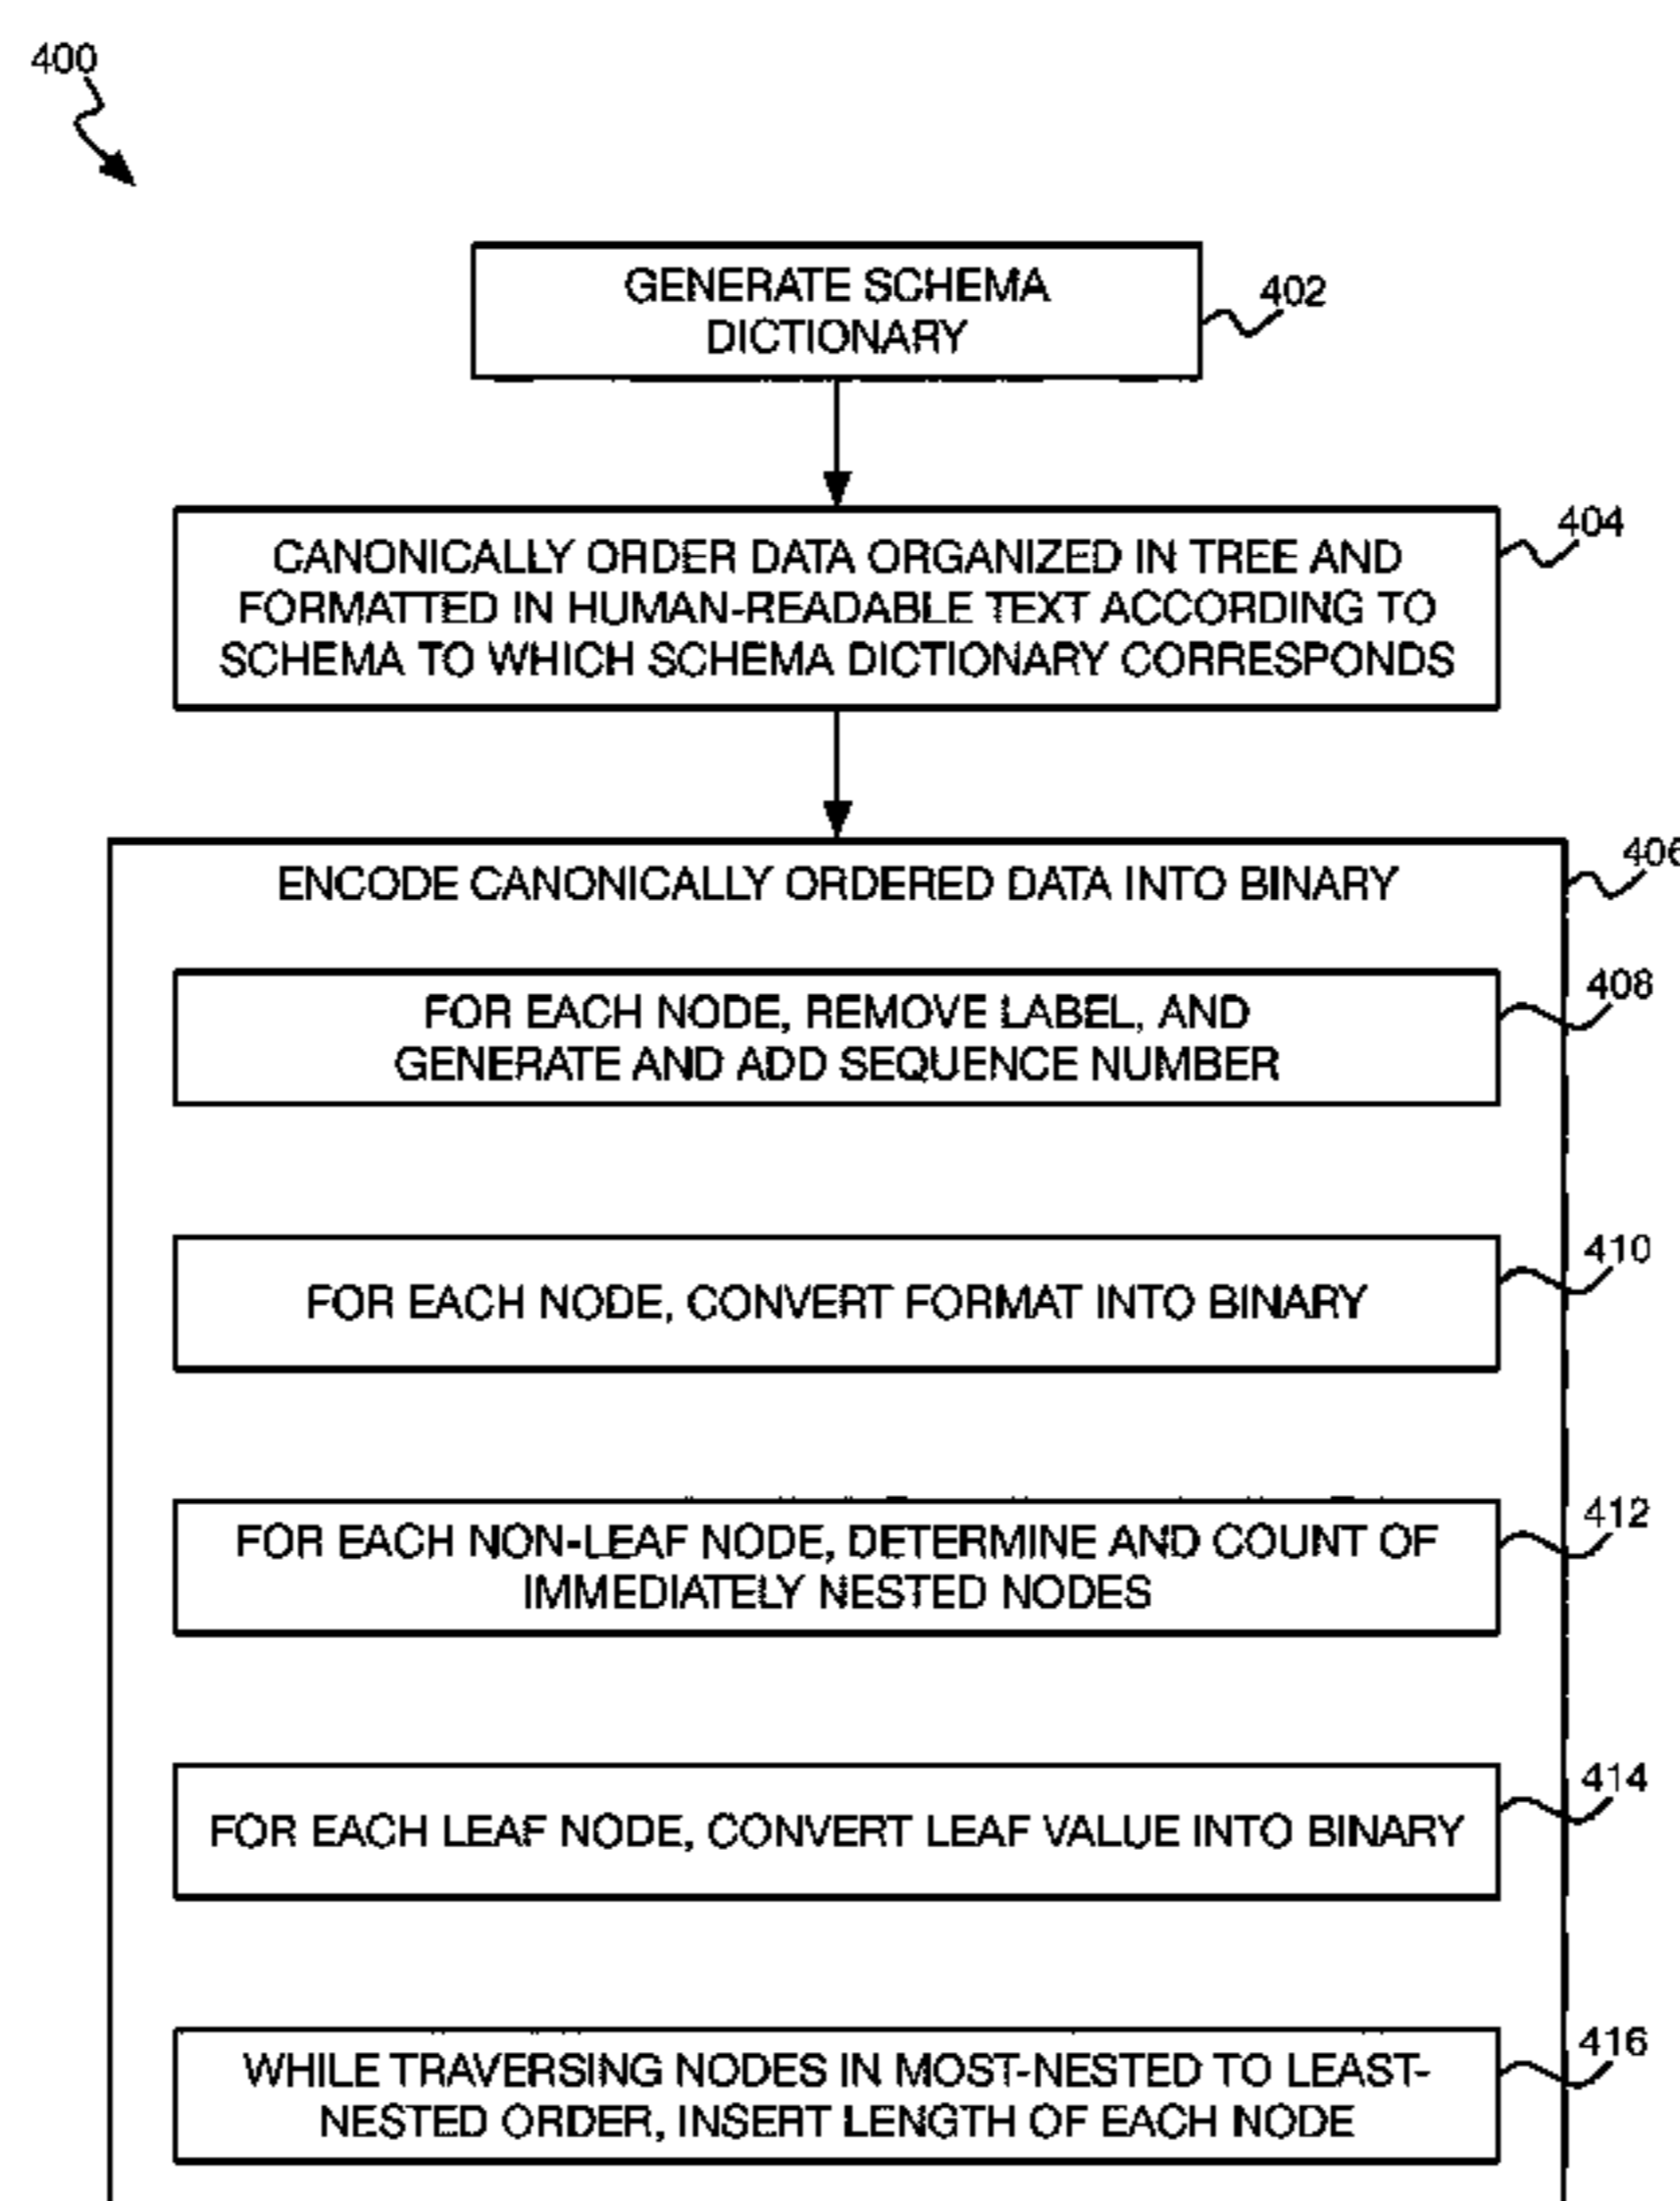 400
GENERATE SCHEMA
DICTIONARY
402
CANONICALLY ORDER DATA ORGANIZED IN TREE AND
FORMATTED IN HUMAN-READABLE TEXT ACCORDING TO
SCHEMA TO WHICH SCHEMA DICTIONARY CORRESPONDS
404
ENCODE CANONICALLY ORDERED DATA INTO BINARY
406
FOR EACH NODE, REMOVE LABEL, AND
GENERATE AND ADD SEQUENCE NUMBER
408
FOR EACH NODE, CONVERT FORMAT INTO BINARY
410
FOR EACH NON-LEAF NODE, DETERMINE AND COUNT OF
IMMEDIATELY NESTED NODES
412
FOR EACH LEAF NODE, CONVERT LEAF VALUE INTO BINARY
414
WHILE TRAVERSING NODES IN MOST-NESTED TO LEAST-
NESTED ORDER, INSERT LENGTH OF EACH NODE
416